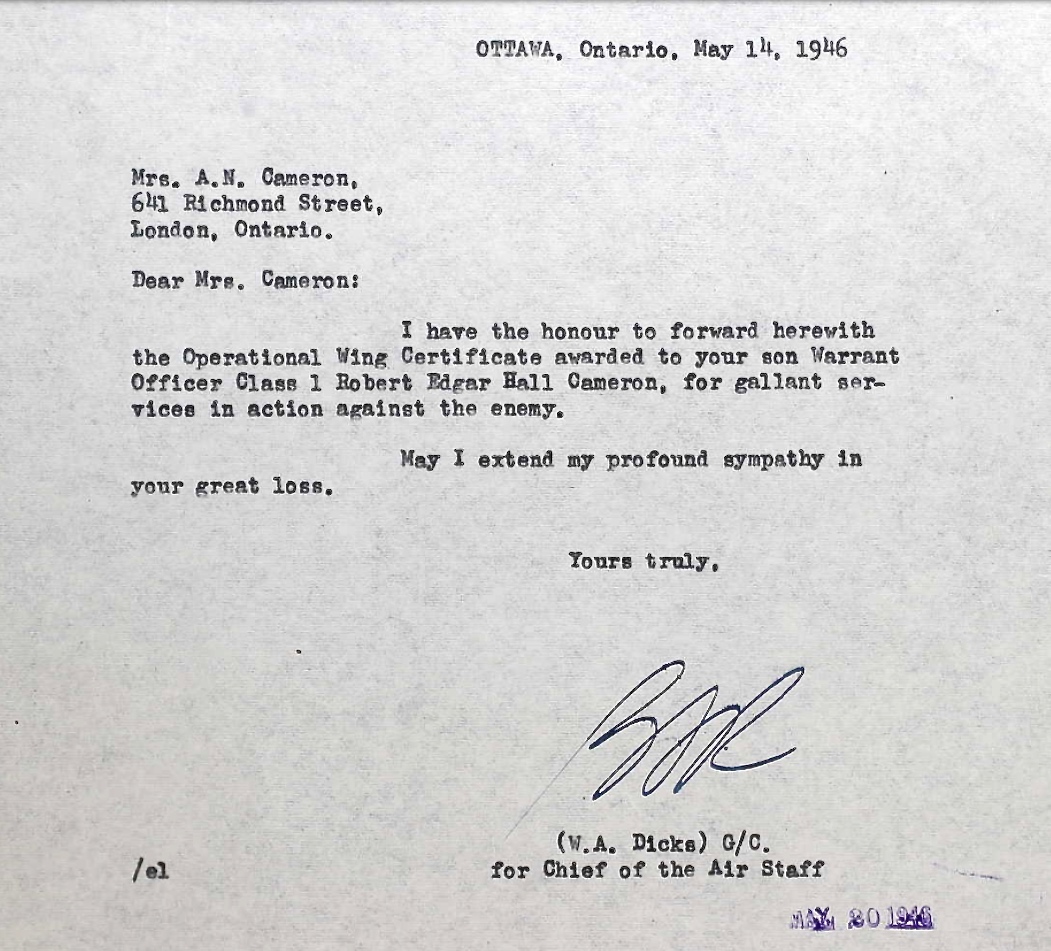 OTTAWA, Ontario, May 14, 1946
Mrs. A.N. Cameron,
641 Richmond Street,
London, Ontario.
Dear Mrs. Cameron:
I have the honour to forward herewith
the Operational Wing Certificate awarded to your son Warrant
Officer Class 1 Robert Edgar Hall Cameron, for gallant ser-
vices in action against the enemy.
May I extend my profound sympathy in
your great loss.
Yours truly,
(W.A. Dicks) G/C.
/el for Chief of the Air Staff
MAY 20 1946